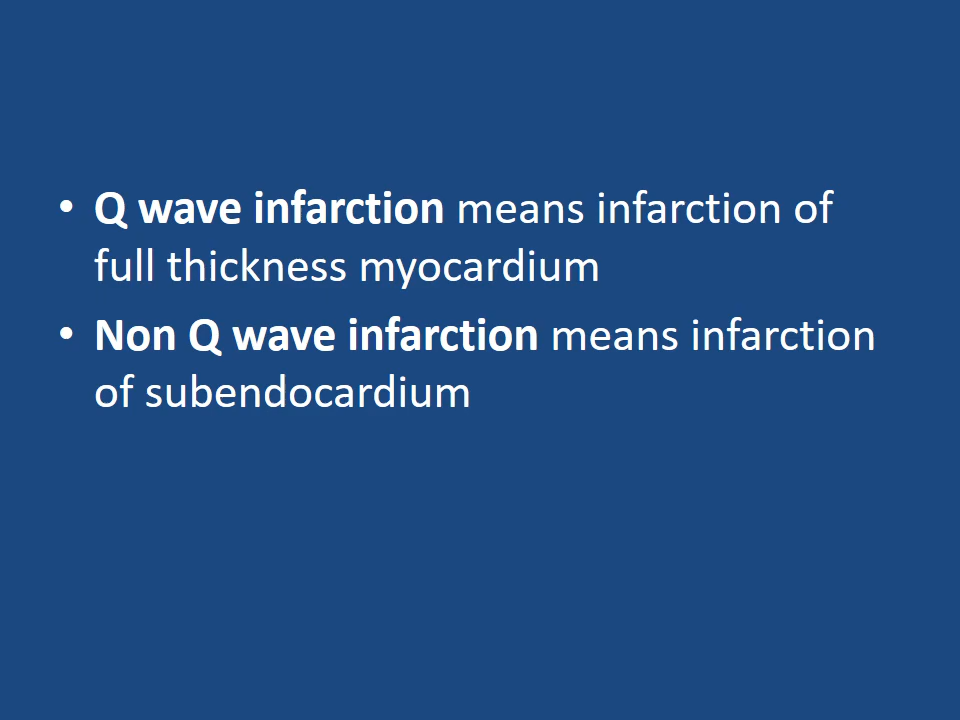 • Q wave infarction means infarction of
full thickness myocardium
• Non Q wave infarction means infarction
of subendocardium